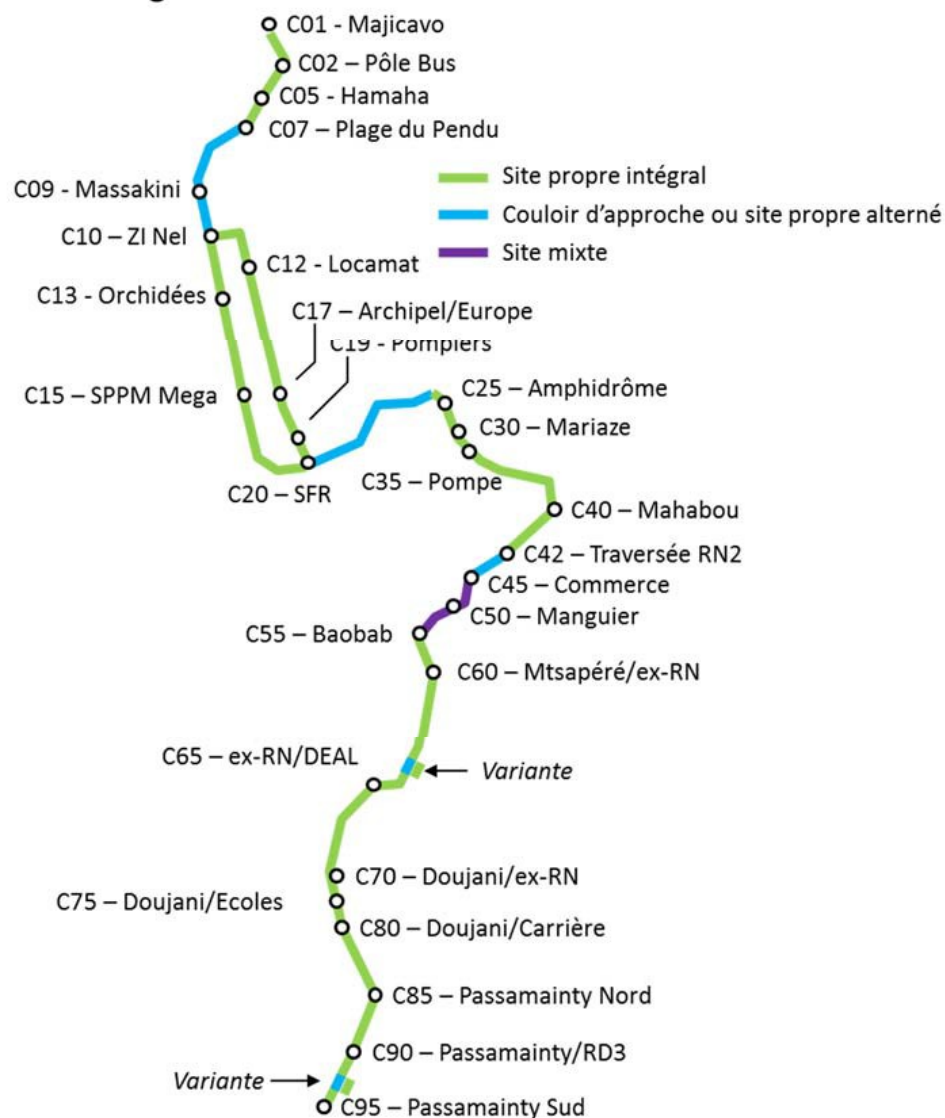 C01 - Majicavo
C02 – Pôle Bus
C05 - Hamaha
C07 – Plage du Pendu
Site propre intégral
C09 - Massakini
Couloir d’approche ou site propre alterné
C10 – ZI Nel
Site mixte
C12 - Locamat
C13 - Orchidées
C17 – Archipel/Europe
C19 - Pompiers
C15 – SPPM Mega
C25 – Amphidrôme
C30 – Mariaze
C35 – Pompe
C20 – SFR
C40 – Mahabou
C42 – Traversée RN2
C45 – Commerce
C50 – Manguier
C55 – Baobab
C60 – Mtsapéré/ex-RN
C65 – ex-RN/DEAL
Variante
C70 – Doujani/ex-RN
C75 – Doujani/Ecoles
C80 – Doujani/Carrière
C85 – Passamainty Nord
C90 – Passamainty/RD3
Variante
C95 – Passamainty Sud